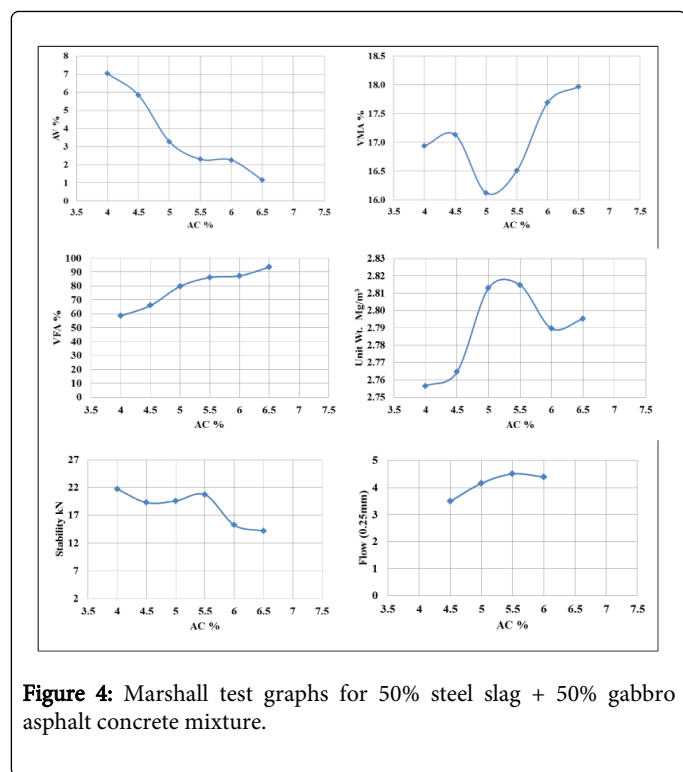 8
7
6
5
4
3
2
1
0
AV %
3.5 4 4.5 5 5.5 6 6.5 7 7.5
AC %
18.5
18.0
17.5
17.0
16.5
16.0
VMA %
3.5 4 4.5 5 5.5 6 6.5 7 7.5
AC %
100
90
80
70
60
50
40
30
20
10
0
VFA %
3.5 4 4.5 5 5.5 6 6.5 7 7.5
AC %
2.83
2.82
2.81
2.80
2.79
2.78
2.77
2.76
2.75
Unit Wt. Mg/m³
3.5 4 4.5 5 5.5 6 6.5 7 7.5
AC %
27
22
17
12
7
2
Stability kN
3.5 4 4.5 5 5.5 6 6.5 7 7.5
AC %
5
4
3
2
1
0
Flow (0.25mm)
3.5 4 4.5 5 5.5 6 6.5 7 7.5
AC %
Figure 4: Marshall test graphs for 50% steel slag + 50% gabbro
asphalt concrete mixture.